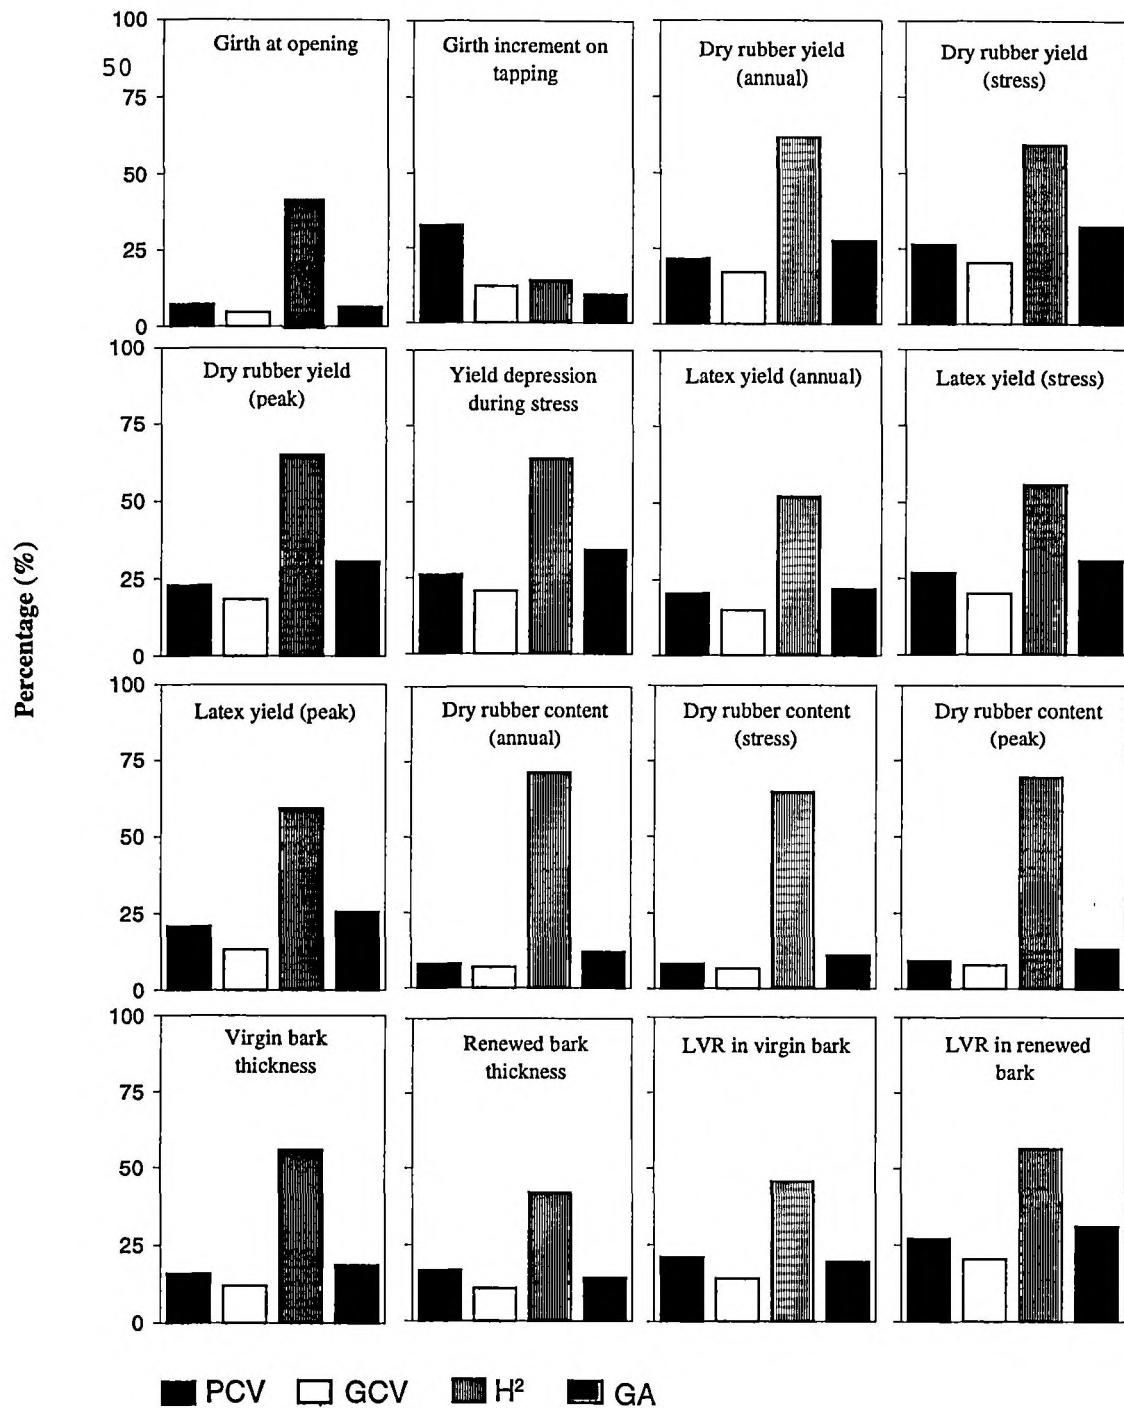 100
75
50
25
0
50
Girth at opening
Girth increment on
tapping
Dry rubber yield
(annual)
Dry rubber yield
(stress)
100
75
50
25
0
Dry rubber yield
(peak)
Yield depression
during stress
Latex yield (annual)
Latex yield (stress)
Percentage (%)
100
75
50
25
0
Latex yield (peak)
Dry rubber content
(annual)
Dry rubber content
(stress)
Dry rubber content
(peak)
100
75
50
25
0
Virgin bark
thickness
Renewed bark
thickness
LVR in virgin bark
LVR in renewed
bark
PCV GCV H² GA